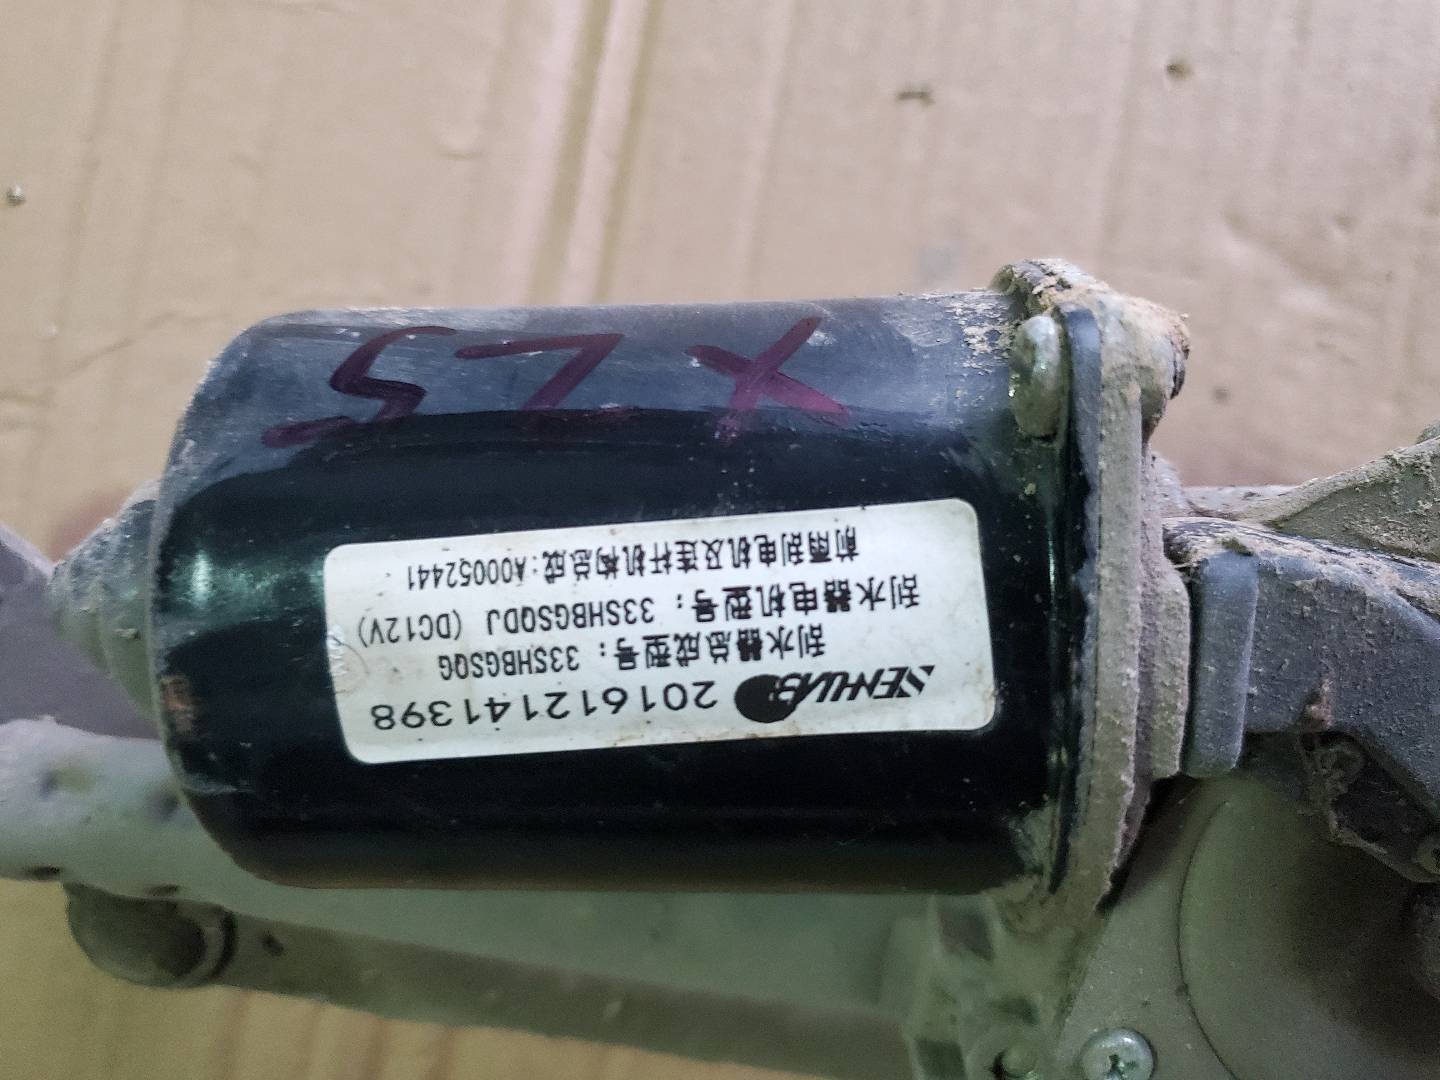 SENHUAB 201612141398
刮水器总成型号：33SHBGSQG
刮水器电机型号：33SHBGSQDJ (DC12V)
前雨刮电机及连杆机构总成:A00052441